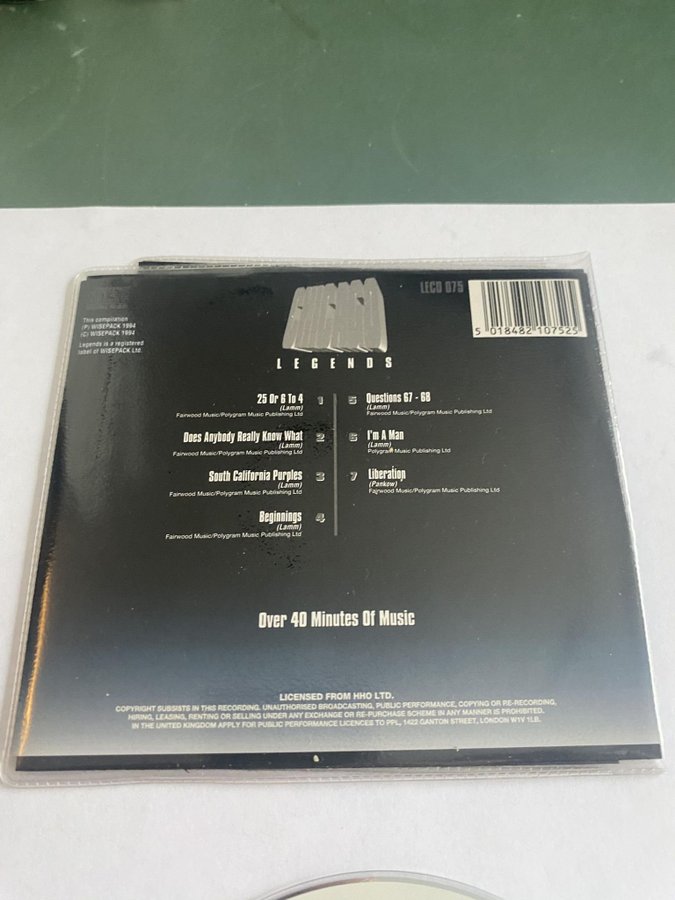 This compilation
(P) WISEPACK 1994
(C) WISEPACK 1994
Legends is a registered
label of WISEPACK Ltd.
CHICAGO
LEGENDS
LECD 075
5 018482 107525
25 Or 6 To 4 1
(Lamm)
Fairwood Music/Polygram Music Publishing Ltd
Does Anybody Really Know What 2
(Lamm)
Fairwood Music/Polygram Music Publishing Ltd
South California Purples 3
(Lamm)
Fairwood Music/Polygram Music Publishing Ltd
Beginnings 4
(Lamm)
Fairwood Music/Polygram Music Publishing Ltd
5 Questions 67 - 68
(Lamm)
Fairwood Music/Polygram Music Publishing Ltd
6 I'm A Man
(Lamm)
Polygram Music Publishing Ltd
7 Liberation
(Pankow)
Fairwood Music/Polygram Music Publishing Ltd
Over 40 Minutes Of Music
LICENSED FROM HHO LTD.
COPYRIGHT SUBSISTS IN THIS RECORDING. UNAUTHORISED BROADCASTING, PUBLIC PERFORMANCE, COPYING OR RE-RECORDING,
HIRING, LEASING, RENTING OR SELLING UNDER ANY EXCHANGE OR RE-PURCHASE SCHEME IN ANY MANNER IS PROHIBITED.
IN THE UNITED KINGDOM APPLY FOR PUBLIC PERFORMANCE LICENCES TO PPL, 1422 GANTON STREET, LONDON W1V 1LB.